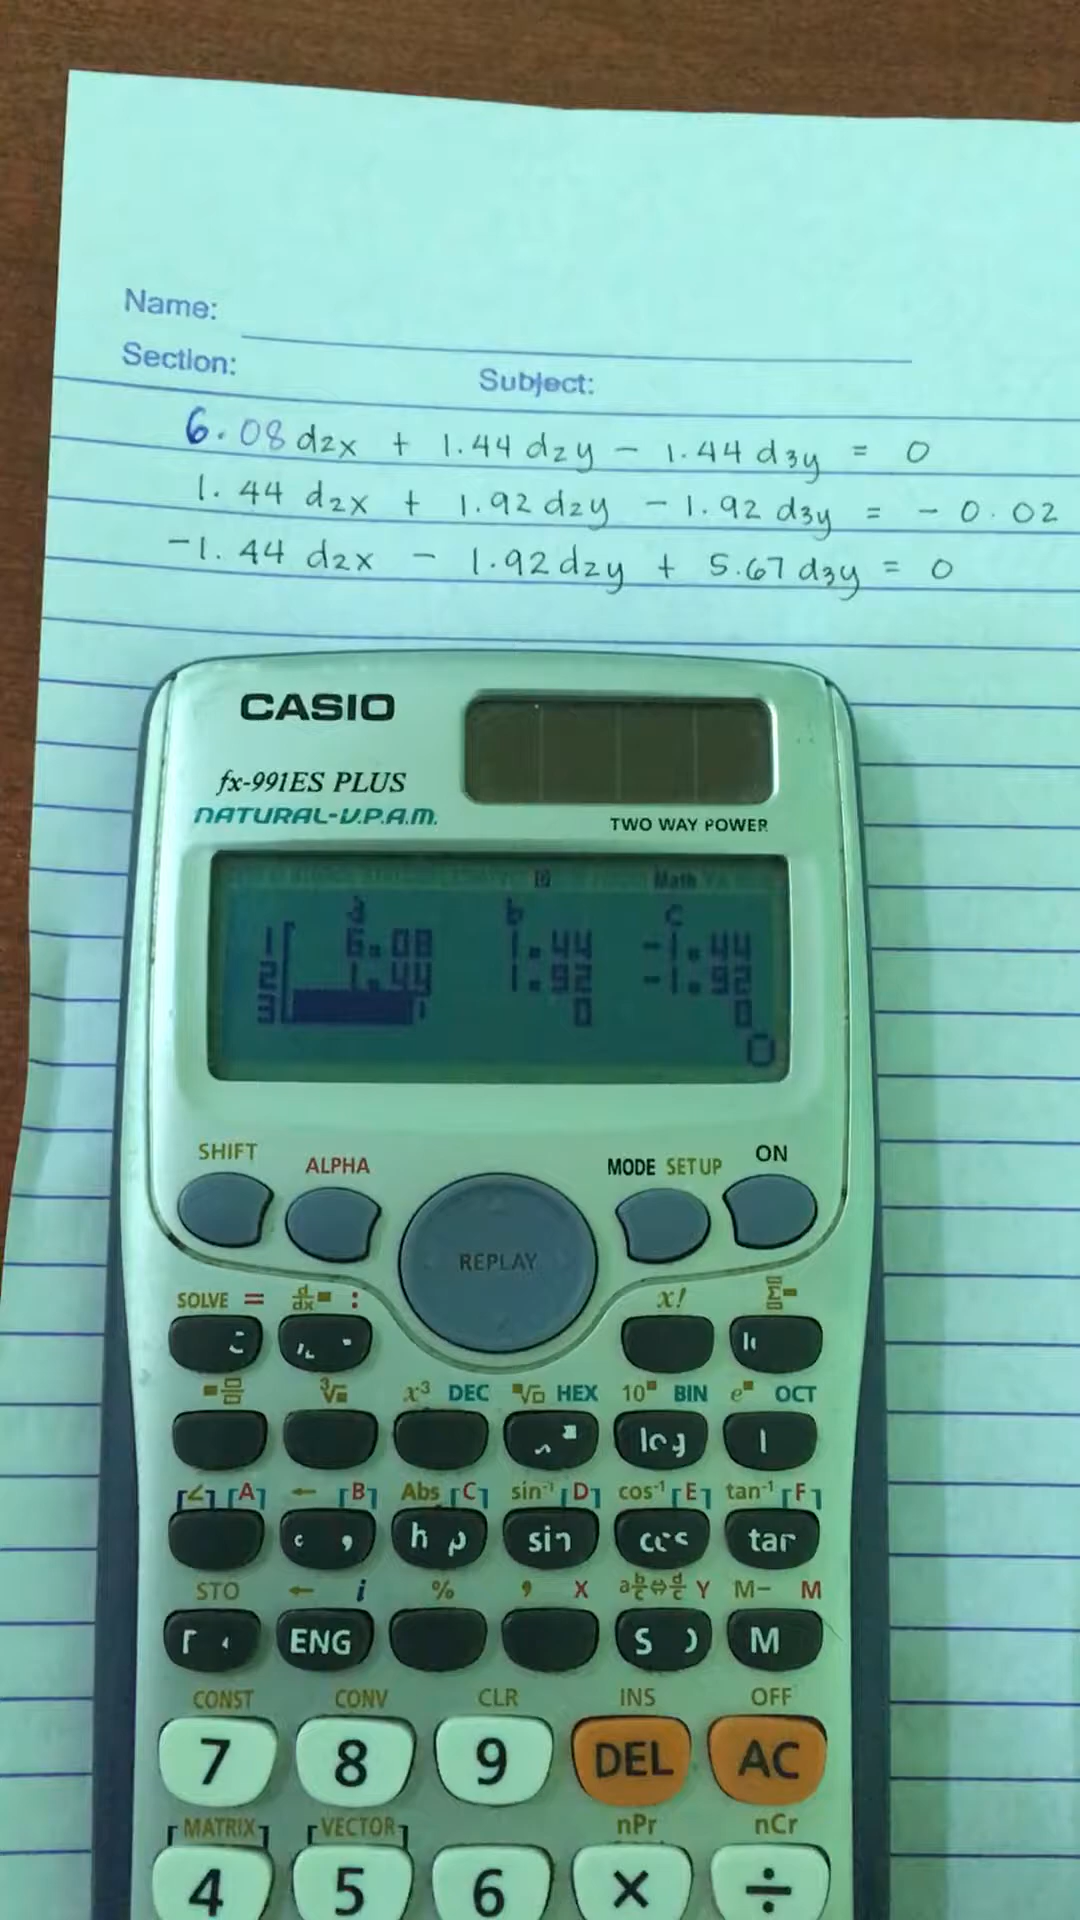 Name:
Section: Subject:
6.08 d2x + 1.44 d2y - 1.44 d3y = 0
1.44 d2x + 1.92 d2y - 1.92 d3y = -0.02
-1.44 d2x - 1.92 d2y + 5.67 d3y = 0
CASIO
fx-991ES PLUS
NATURAL-V.P.A.M.
TWO WAY POWER
D Math
a b c
1 6.08 1.44 -1.44
2 1.44 1.92 -1.92
3 0 0
0
SHIFT ALPHA MODE SETUP ON
REPLAY
SOLVE = d/dx : x! Σ
∛ x³ DEC √ HEX 10 BIN e OCT
log
∠ A ← B Abs C sin⁻¹ D cos⁻¹ E tan⁻¹ F
sin
STO ← i % , X a b/c⇔d/c Y M- M
ENG
CONST CONV CLR INS OFF
7 8 9 DEL AC
MATRIX VECTOR nPr nCr
4 5 6 × ÷